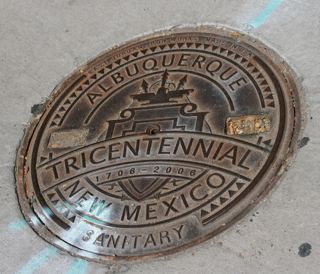 ALBUQUERQUE
TRICENTENNIAL
1706-2006
NEW MEXICO
SANITARY